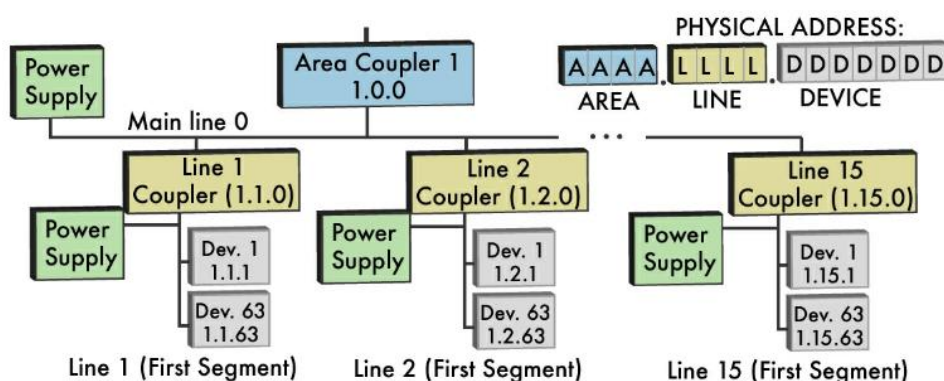 PHYSICAL ADDRESS:
Power
Supply
Area Coupler 1
1.0.0
A A A A . L L L L . D D D D D D D
AREA LINE DEVICE
Main line 0
...
Line 1
Coupler (1.1.0)
Line 2
Coupler (1.2.0)
Line 15
Coupler (1.15.0)
Power
Supply
Dev. 1
1.1.1
Dev. 63
1.1.63
Power
Supply
Dev. 1
1.2.1
Dev. 63
1.2.63
Power
Supply
Dev. 1
1.15.1
Dev. 63
1.15.63
Line 1 (First Segment)
Line 2 (First Segment)
Line 15 (First Segment)